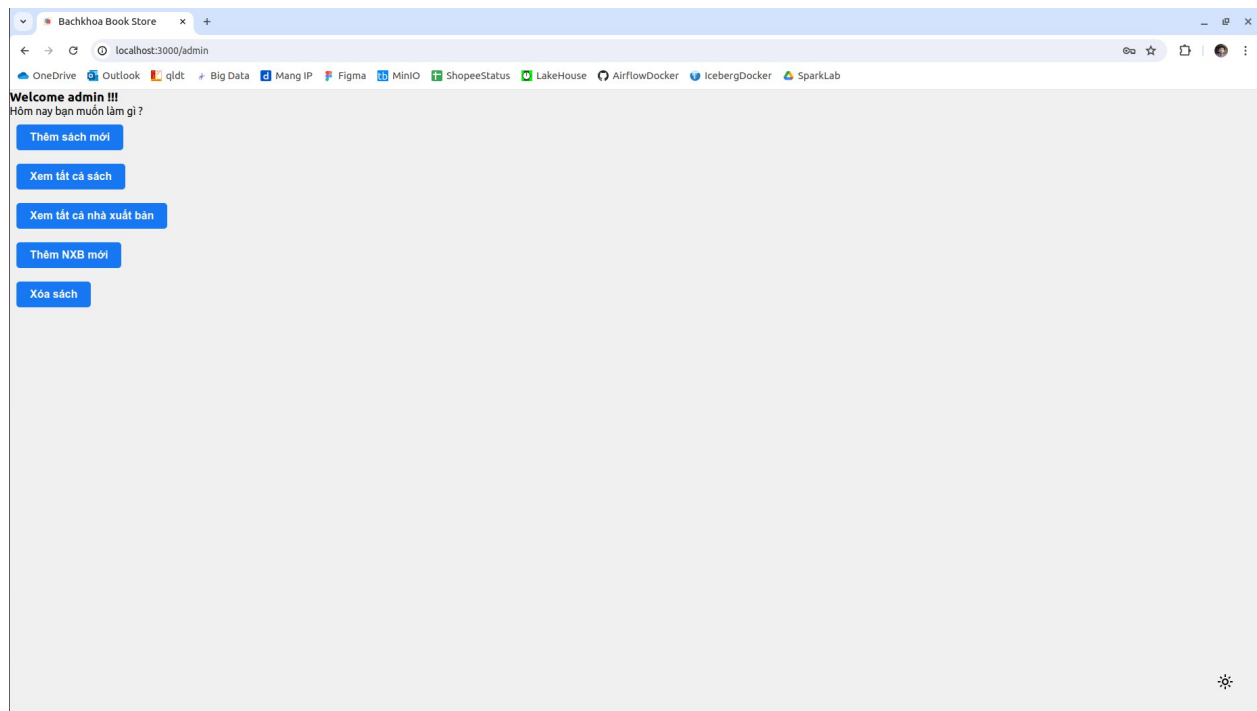 Bachkhoa Book Store
localhost:3000/admin
OneDrive Outlook qldt Big Data Mang IP Figma MinIO ShopeeStatus LakeHouse AirflowDocker IcebergDocker SparkLab
Welcome admin !!!
Hôm nay bạn muốn làm gì ?
Thêm sách mới
Xem tất cả sách
Xem tất cả nhà xuất bản
Thêm NXB mới
Xóa sách